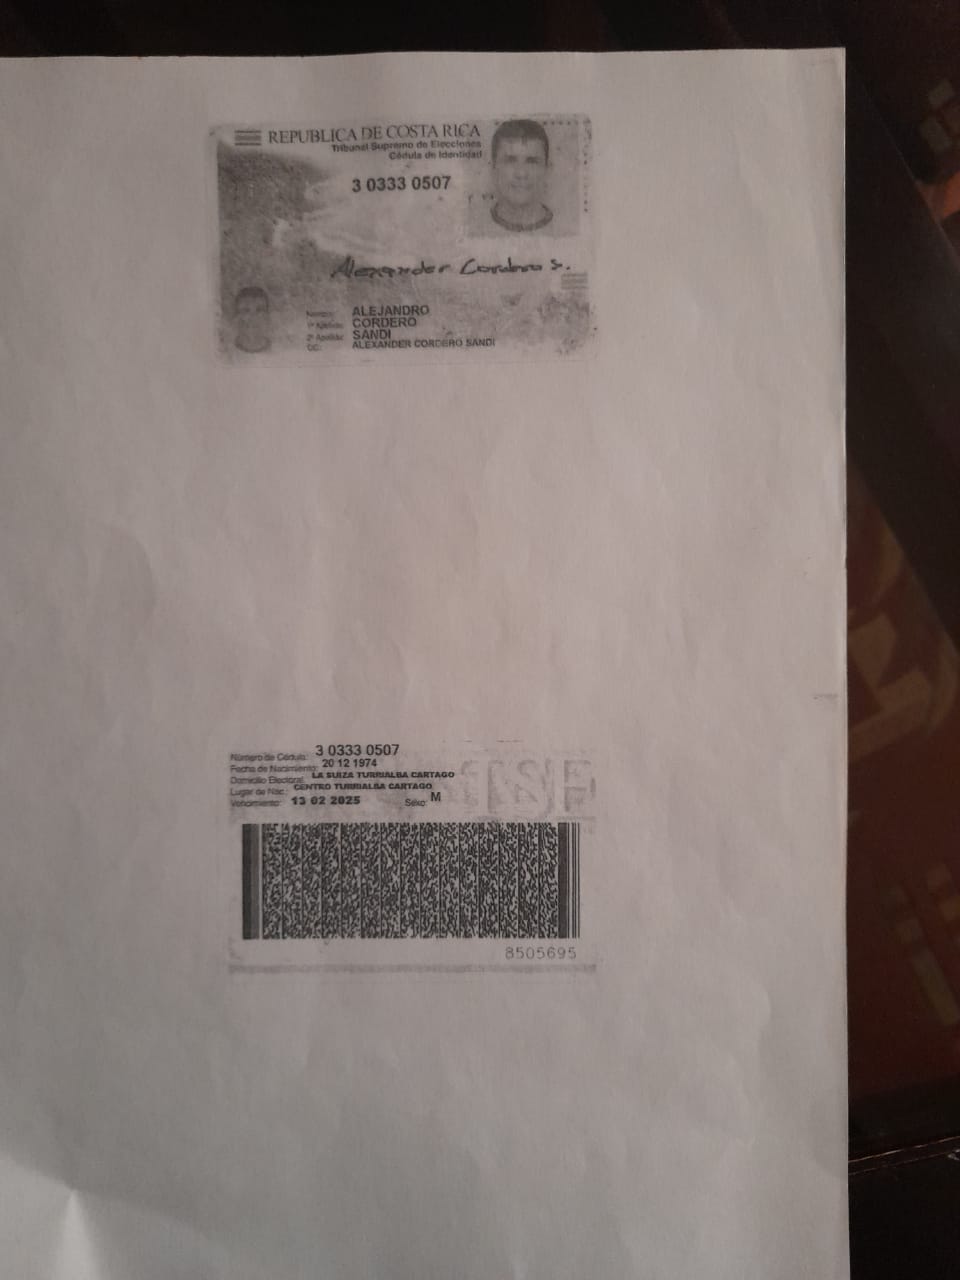 REPUBLICA DE COSTA RICA
Tribunal Supremo de Elecciones
Cédula de Identidad
3 0333 0507
Alexander Cordero S.
Nombre: ALEJANDRO
1º Apellido: CORDERO
2º Apellido: SANDI
CC: ALEXANDER CORDERO SANDI
Número de Cédula: 3 0333 0507
Fecha de Nacimiento: 20 12 1974
Domicilio Electoral: LA SUIZA TURRIALBA CARTAGO
Lugar de Nac.: CENTRO TURRIALBA CARTAGO
Vencimiento: 13 02 2025 Sexo: M
8505695